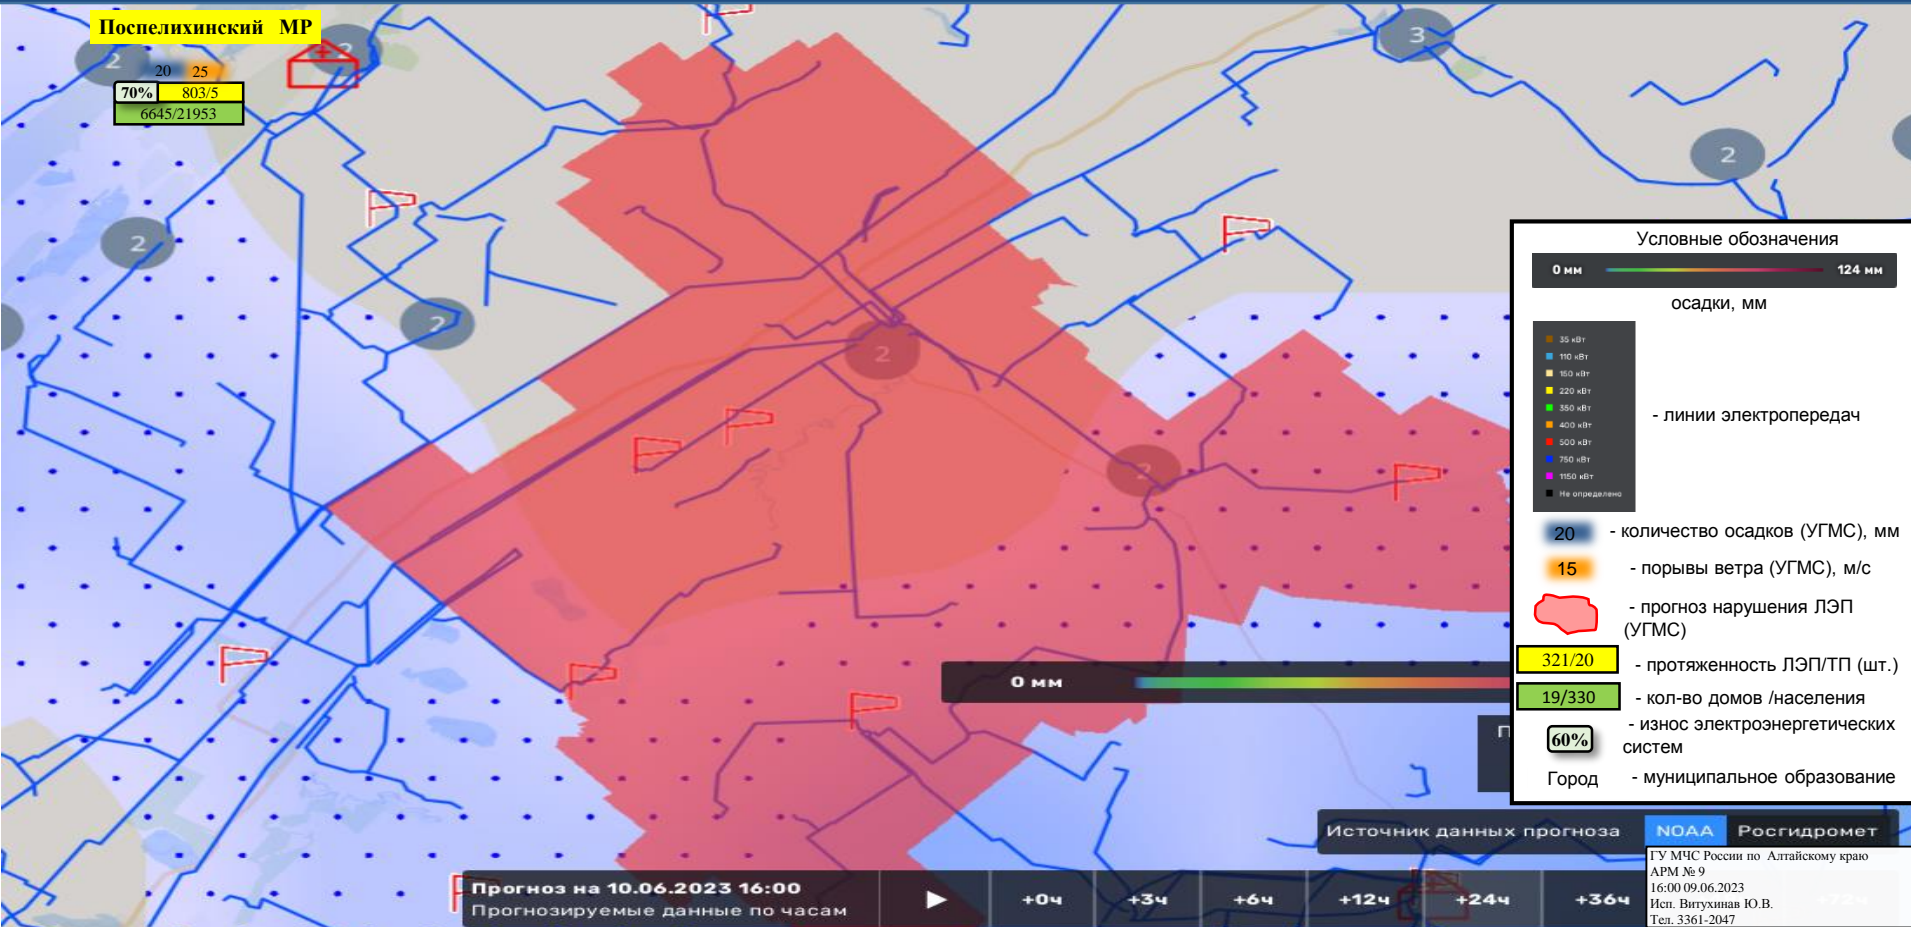 Поспелихинский МР
20 25
70% 803/5
6645/21953
2
2
3
2
2
2
2
2
Условные обозначения
0 мм 124 мм
осадки, мм
35 кВт
110 кВт
150 кВт
220 кВт
350 кВт
400 кВт
500 кВт
750 кВт
1150 кВт
Не определено
- линии электропередач
20 - количество осадков (УГМС), мм
15 - порывы ветра (УГМС), м/с
- прогноз нарушения ЛЭП
(УГМС)
321/20 - протяженность ЛЭП/ТП (шт.)
19/330 - кол-во домов /населения
60% - износ электроэнергетических
систем
Город - муниципальное образование
0 мм
П
Источник данных прогноза NOAA Росгидромет
Прогноз на 10.06.2023 16:00
Прогнозируемые данные по часам
+0ч +3ч +6ч +12ч +24ч +36ч +72ч
ГУ МЧС России по Алтайскому краю
АРМ № 9
16:00 09.06.2023
Исп. Витухинав Ю.В.
Тел. 3361-2047